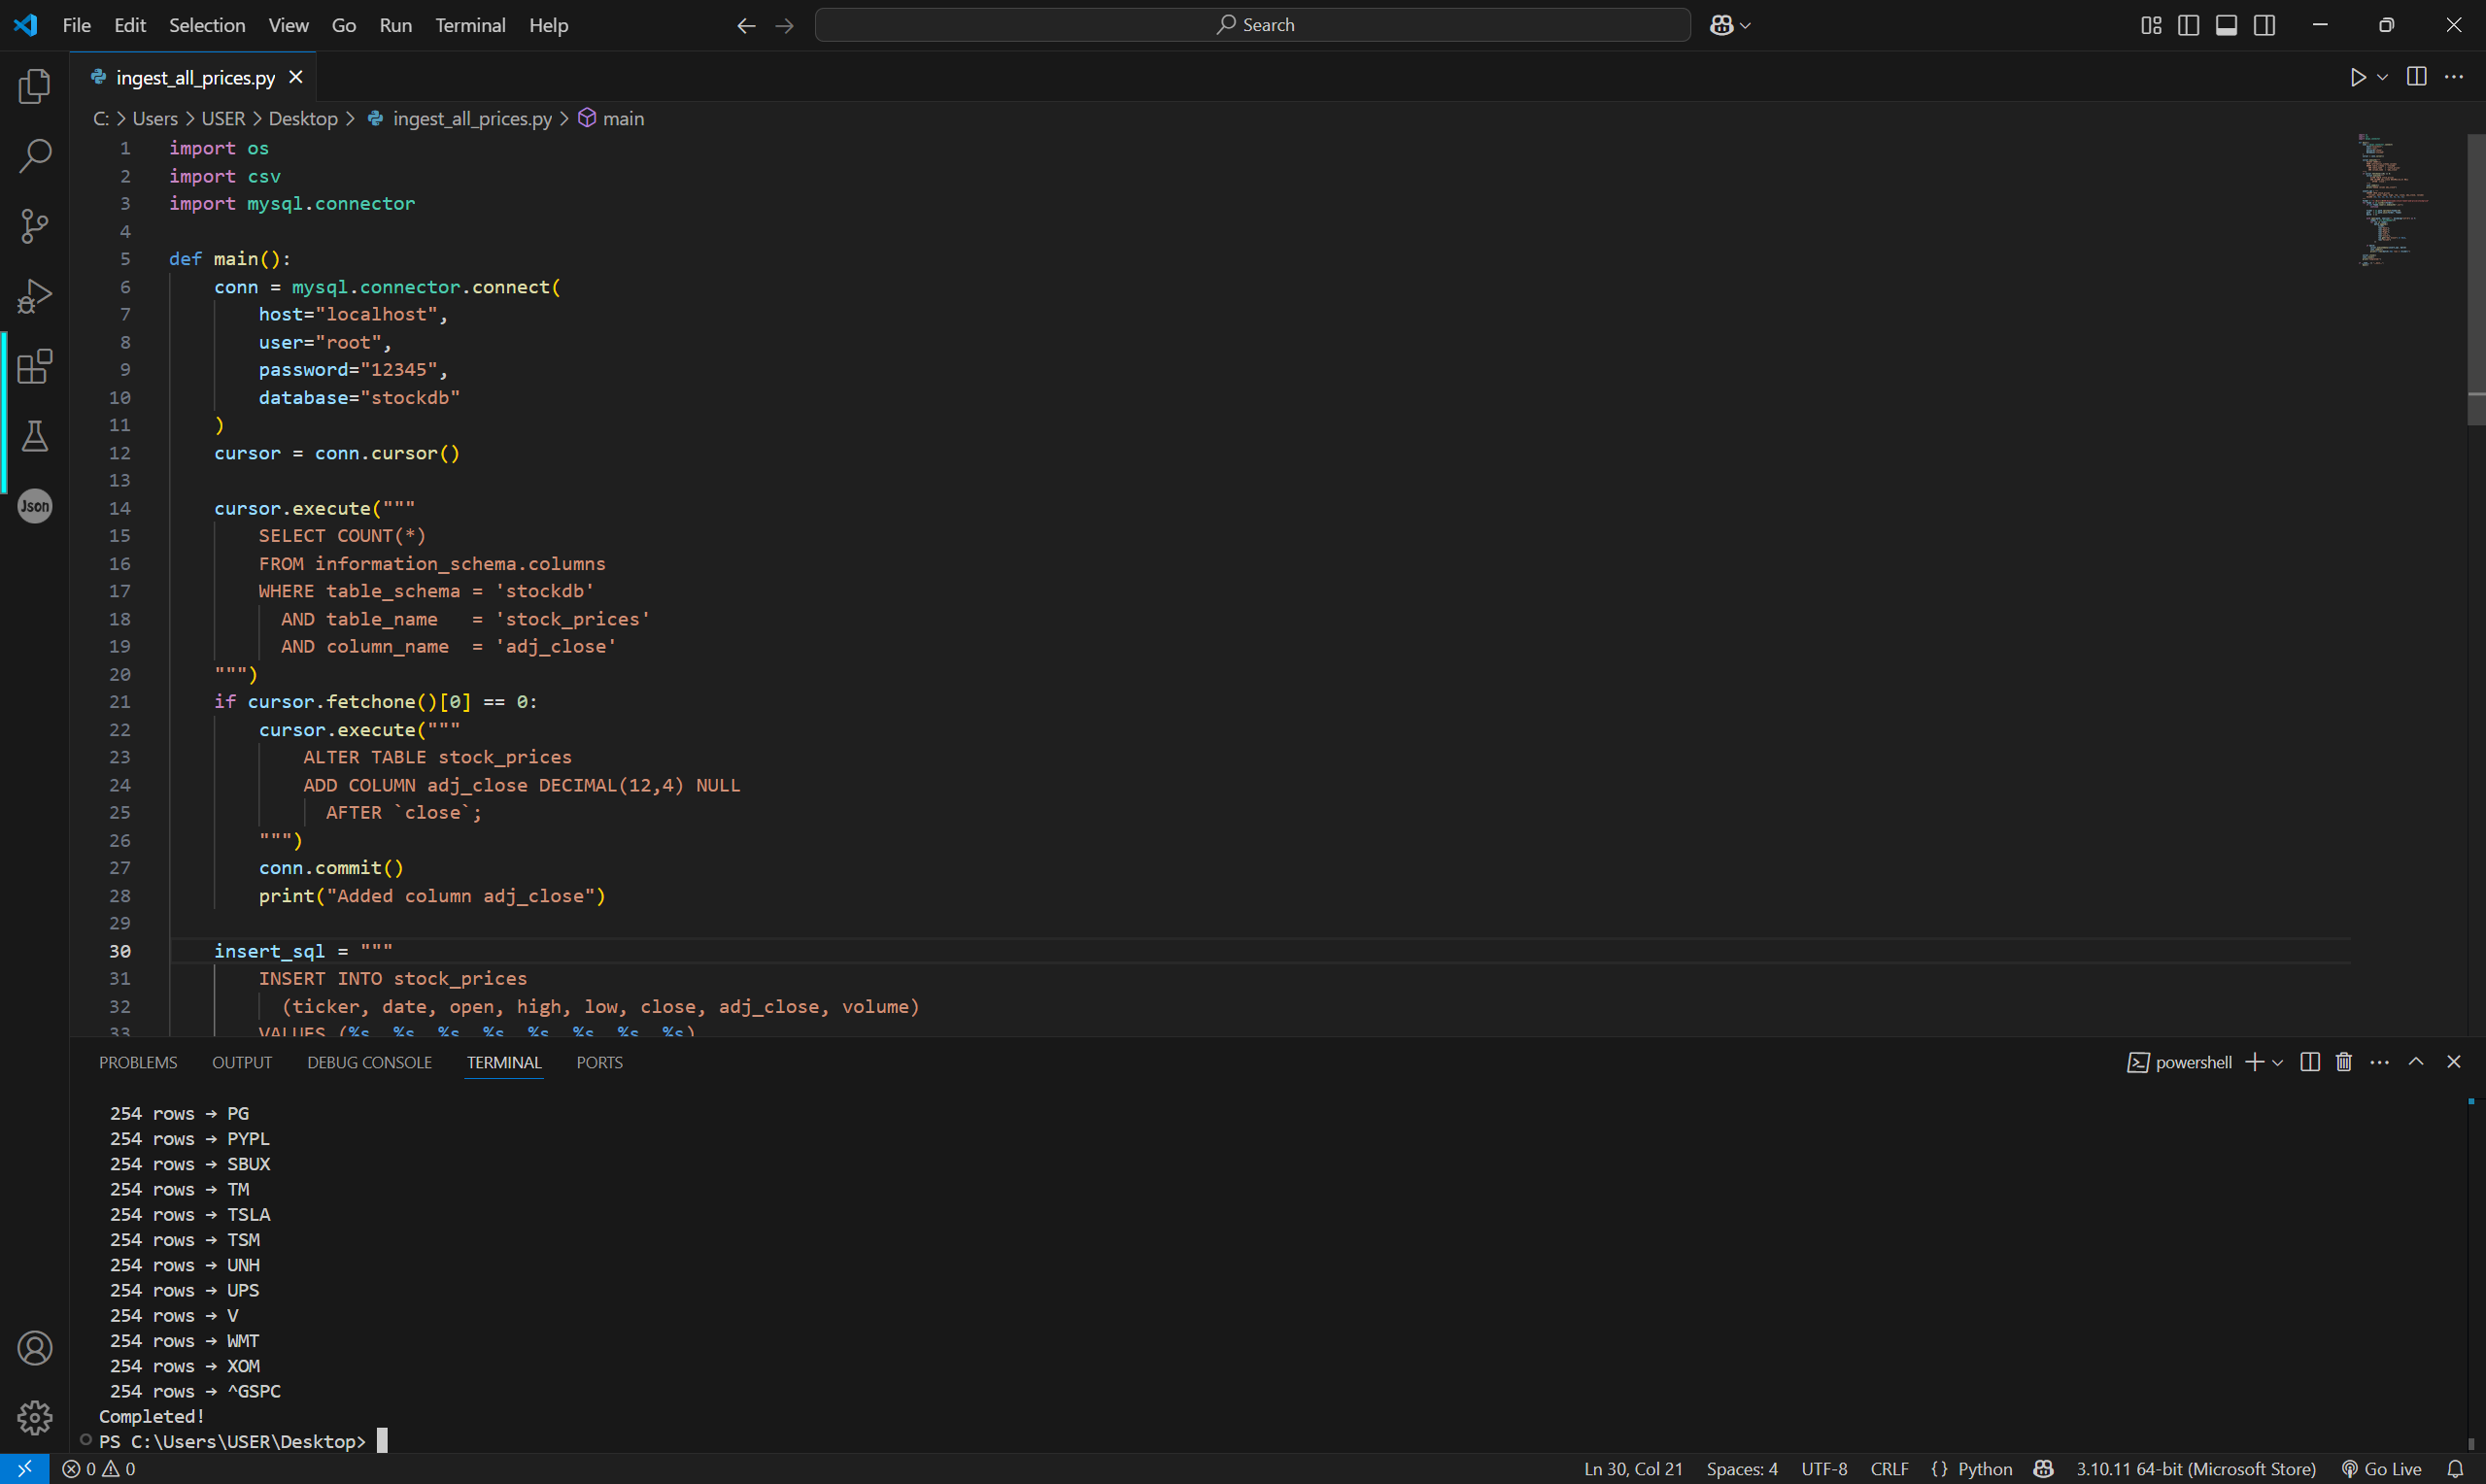 File Edit Selection View Go Run Terminal Help Search
ingest_all_prices.py
C: > Users > USER > Desktop > ingest_all_prices.py > main
1 import os
2 import csv
3 import mysql.connector
4
5 def main():
6     conn = mysql.connector.connect(
7         host="localhost",
8         user="root",
9         password="12345",
10         database="stockdb"
11     )
12     cursor = conn.cursor()
13
14     cursor.execute("""
15         SELECT COUNT(*)
16         FROM information_schema.columns
17         WHERE table_schema = 'stockdb'
18           AND table_name   = 'stock_prices'
19           AND column_name  = 'adj_close'
20     """)
21     if cursor.fetchone()[0] == 0:
22         cursor.execute("""
23             ALTER TABLE stock_prices
24             ADD COLUMN adj_close DECIMAL(12,4) NULL
25               AFTER `close`;
26         """)
27         conn.commit()
28         print("Added column adj_close")
29
30     insert_sql = """
31         INSERT INTO stock_prices
32           (ticker, date, open, high, low, close, adj_close, volume)
33         VALUES (%s, %s, %s, %s, %s, %s, %s, %s)
Json
PROBLEMS OUTPUT DEBUG CONSOLE TERMINAL PORTS powershell
254 rows → PG
254 rows → PYPL
254 rows → SBUX
254 rows → TM
254 rows → TSLA
254 rows → TSM
254 rows → UNH
254 rows → UPS
254 rows → V
254 rows → WMT
254 rows → XOM
254 rows → ^GSPC
Completed!
PS C:\Users\USER\Desktop>
0 0 Ln 30, Col 21 Spaces: 4 UTF-8 CRLF {} Python 3.10.11 64-bit (Microsoft Store) Go Live